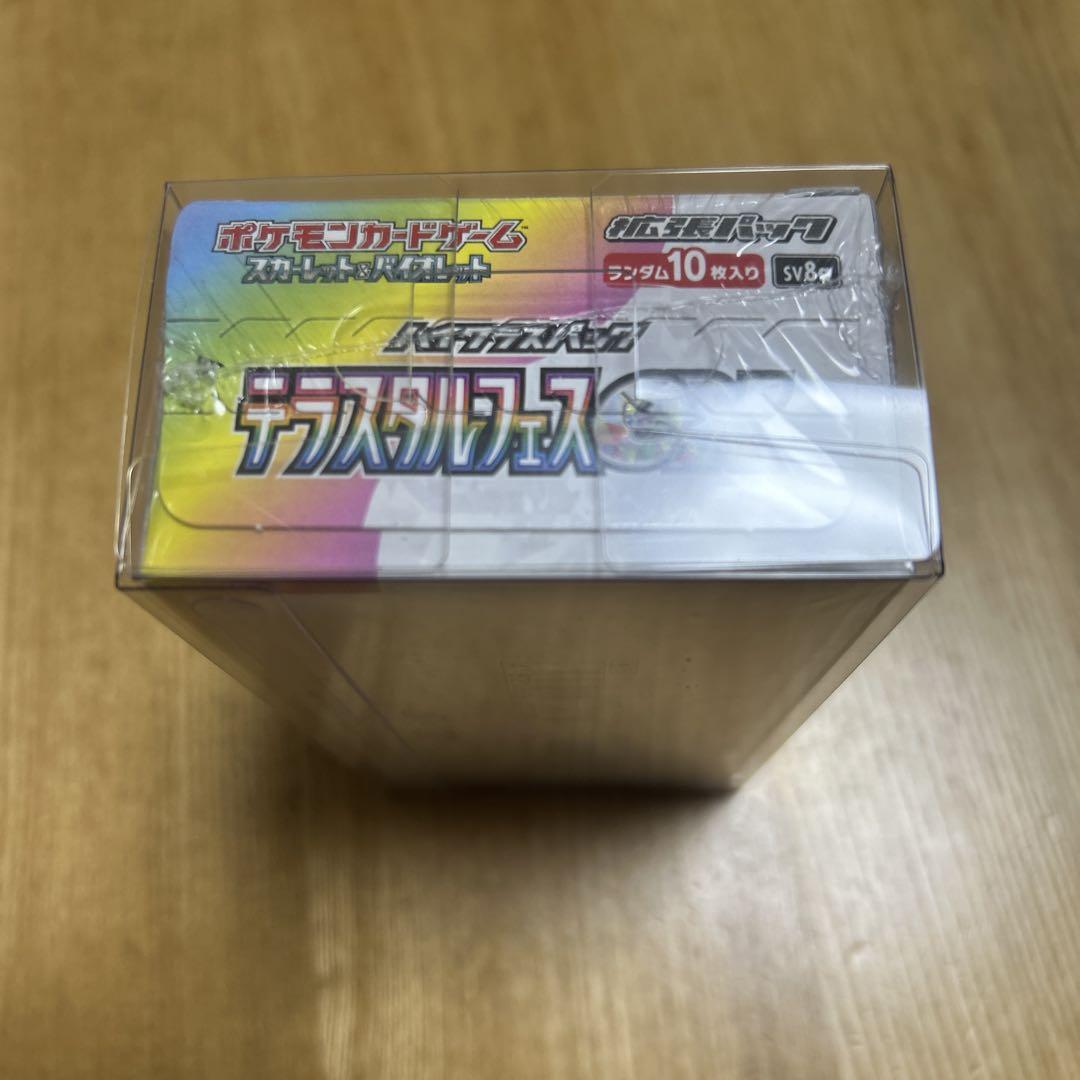 ポケモンカードゲーム™
スカーレット&バイオレット
拡張パック
ランダム10枚入り
SV8a
ハイクラスパック
テラスタルフェス